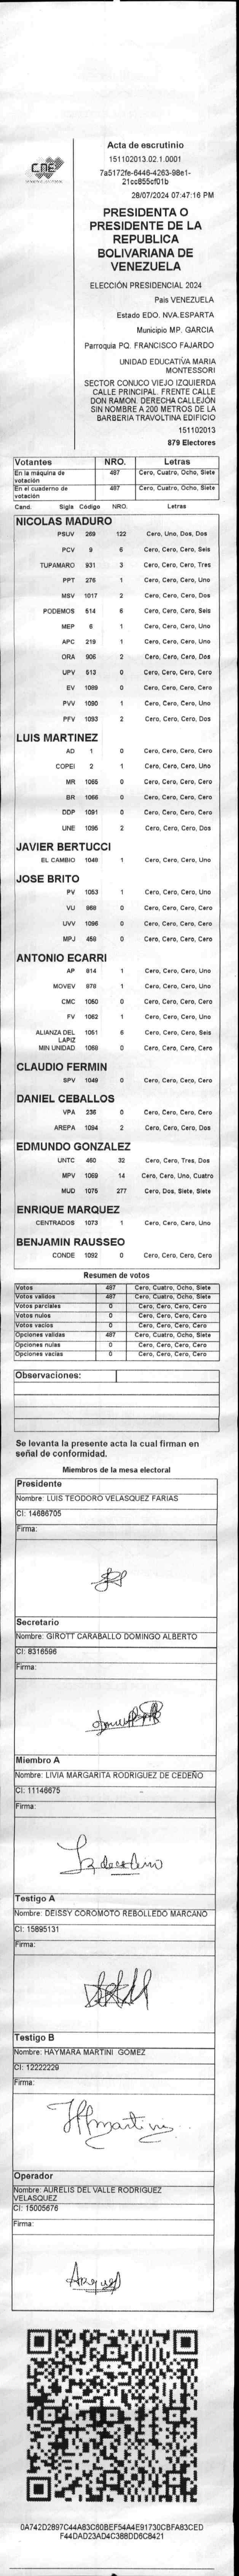 CNE
Acta de escrutinio
151102013.02.1.0001
7a5172fe-6446-4263-98e1-
21cc855cf01b
28/07/2024 07:47:16 PM
PRESIDENTA O
PRESIDENTE DE LA
REPUBLICA
BOLIVARIANA DE
VENEZUELA
ELECCIÓN PRESIDENCIAL 2024
País VENEZUELA
Estado EDO. NVA.ESPARTA
Municipio MP. GARCIA
Parroquia PQ. FRANCISCO FAJARDO
UNIDAD EDUCATIVA MARIA
MONTESSORI
SECTOR CONUCO VIEJO IZQUIERDA
CALLE PRINCIPAL. FRENTE CALLE
DON RAMON. DERECHA CALLEJÓN
SIN NOMBRE A 200 METROS DE LA
BARBERIA TRAVOLTINA EDIFICIO
151102013
879 Electores
Votantes NRO. Letras
En la máquina de votación 487 Cero, Cuatro, Ocho, Siete
En el cuaderno de votación 487 Cero, Cuatro, Ocho, Siete
Cand. Sigla Código NRO. Letras
NICOLAS MADURO
PSUV 269 122 Cero, Uno, Dos, Dos
PCV 9 6 Cero, Cero, Cero, Seis
TUPAMARO 931 3 Cero, Cero, Cero, Tres
PPT 276 1 Cero, Cero, Cero, Uno
MSV 1017 2 Cero, Cero, Cero, Dos
PODEMOS 514 6 Cero, Cero, Cero, Seis
MEP 6 1 Cero, Cero, Cero, Uno
APC 219 1 Cero, Cero, Cero, Uno
ORA 906 2 Cero, Cero, Cero, Dos
UPV 513 0 Cero, Cero, Cero, Cero
EV 1089 0 Cero, Cero, Cero, Cero
PVV 1090 1 Cero, Cero, Cero, Uno
PFV 1093 2 Cero, Cero, Cero, Dos
LUIS MARTINEZ
AD 1 0 Cero, Cero, Cero, Cero
COPEI 2 1 Cero, Cero, Cero, Uno
MR 1065 0 Cero, Cero, Cero, Cero
BR 1066 0 Cero, Cero, Cero, Cero
DDP 1091 0 Cero, Cero, Cero, Cero
UNE 1095 2 Cero, Cero, Cero, Dos
JAVIER BERTUCCI
EL CAMBIO 1048 1 Cero, Cero, Cero, Uno
JOSE BRITO
PV 1053 1 Cero, Cero, Cero, Uno
VU 868 0 Cero, Cero, Cero, Cero
UVV 1096 0 Cero, Cero, Cero, Cero
MPJ 459 0 Cero, Cero, Cero, Cero
ANTONIO ECARRI
AP 814 1 Cero, Cero, Cero, Uno
MOVEV 878 1 Cero, Cero, Cero, Uno
CMC 1050 0 Cero, Cero, Cero, Cero
FV 1062 1 Cero, Cero, Cero, Uno
ALIANZA DEL LAPIZ 1051 6 Cero, Cero, Cero, Seis
MIN UNIDAD 1068 0 Cero, Cero, Cero, Cero
CLAUDIO FERMIN
SPV 1049 0 Cero, Cero, Cero, Cero
DANIEL CEBALLOS
VPA 236 0 Cero, Cero, Cero, Cero
AREPA 1094 2 Cero, Cero, Cero, Dos
EDMUNDO GONZALEZ
UNTC 460 32 Cero, Cero, Tres, Dos
MPV 1069 14 Cero, Cero, Uno, Cuatro
MUD 1075 277 Cero, Dos, Siete, Siete
ENRIQUE MARQUEZ
CENTRADOS 1073 1 Cero, Cero, Cero, Uno
BENJAMIN RAUSSEO
CONDE 1092 0 Cero, Cero, Cero, Cero
Resumen de votos
Votos 487 Cero, Cuatro, Ocho, Siete
Votos validos 487 Cero, Cuatro, Ocho, Siete
Votos parciales 0 Cero, Cero, Cero, Cero
Votos nulos 0 Cero, Cero, Cero, Cero
Votos vacios 0 Cero, Cero, Cero, Cero
Opciones validas 487 Cero, Cuatro, Ocho, Siete
Opciones nulas 0 Cero, Cero, Cero, Cero
Opciones vacias 0 Cero, Cero, Cero, Cero
Observaciones:
Se levanta la presente acta la cual firman en
señal de conformidad.
Miembros de la mesa electoral
Presidente
Nombre: LUIS TEODORO VELASQUEZ FARIAS
CI: 14686705
Firma:
Secretario
Nombre: GIROTT CARABALLO DOMINGO ALBERTO
CI: 8316596
Firma:
Miembro A
Nombre: LIVIA MARGARITA RODRIGUEZ DE CEDEÑO
CI: 11146675
Firma:
Testigo A
Nombre: DEISSY COROMOTO REBOLLEDO MARCANO
CI: 15895131
Firma:
Testigo B
Nombre: HAYMARA MARTINI GOMEZ
CI: 12222229
Firma:
Operador
Nombre: AURELIS DEL VALLE RODRIGUEZ
VELASQUEZ
CI: 15005676
Firma:
0A742D2897C44A83C60BEF54A4E91730CBFA83CED
F44DAD23AD4C388DD6C8421